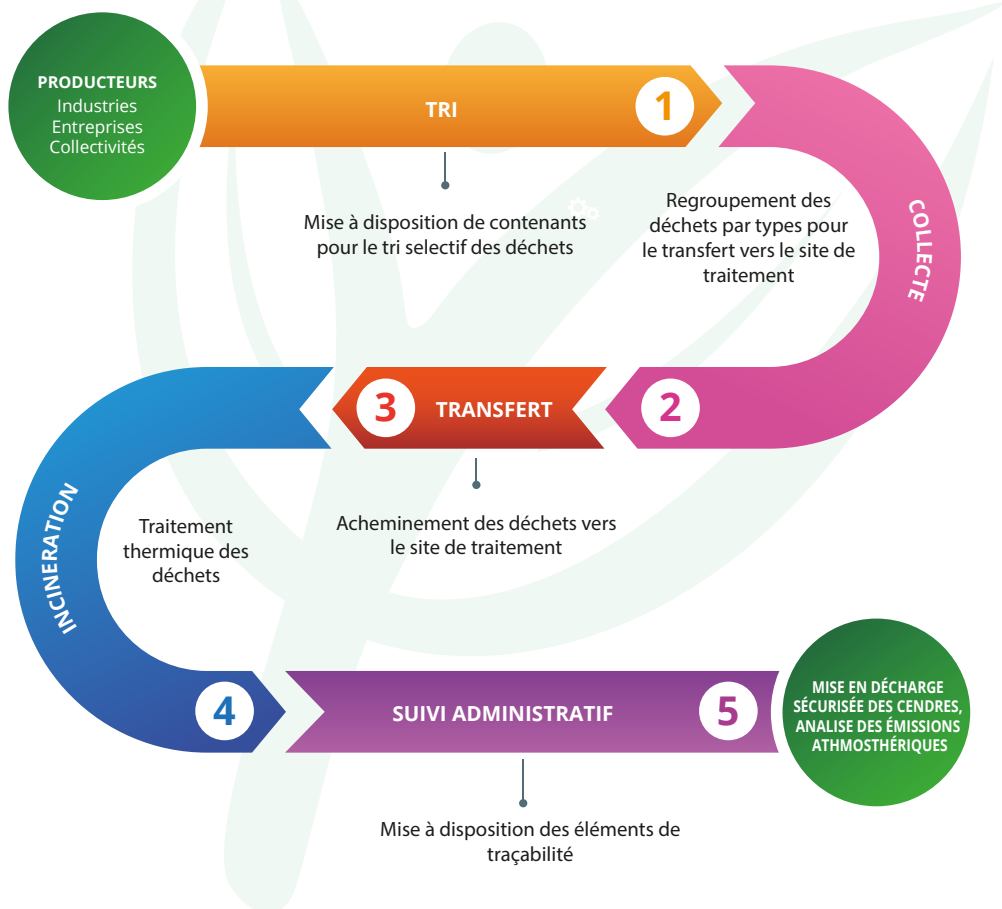 PRODUCTEURS
Industries
Entreprises
Collectivités
TRI
1
Mise à disposition de contenants
pour le tri selectif des déchets
Regroupement des
déchets par types pour
le transfert vers le site de
traitement
COLLECTE
2
TRANSFERT
3
Acheminement des déchets vers
le site de traitement
INCINERATION
Traitement
thermique des
déchets
4
SUIVI ADMINISTRATIF
5
Mise à disposition des éléments de
traçabilité
MISE EN DÉCHARGE
SÉCURISÉE DES CENDRES,
ANALISE DES ÉMISSIONS
ATHMOSTHÉRIQUES